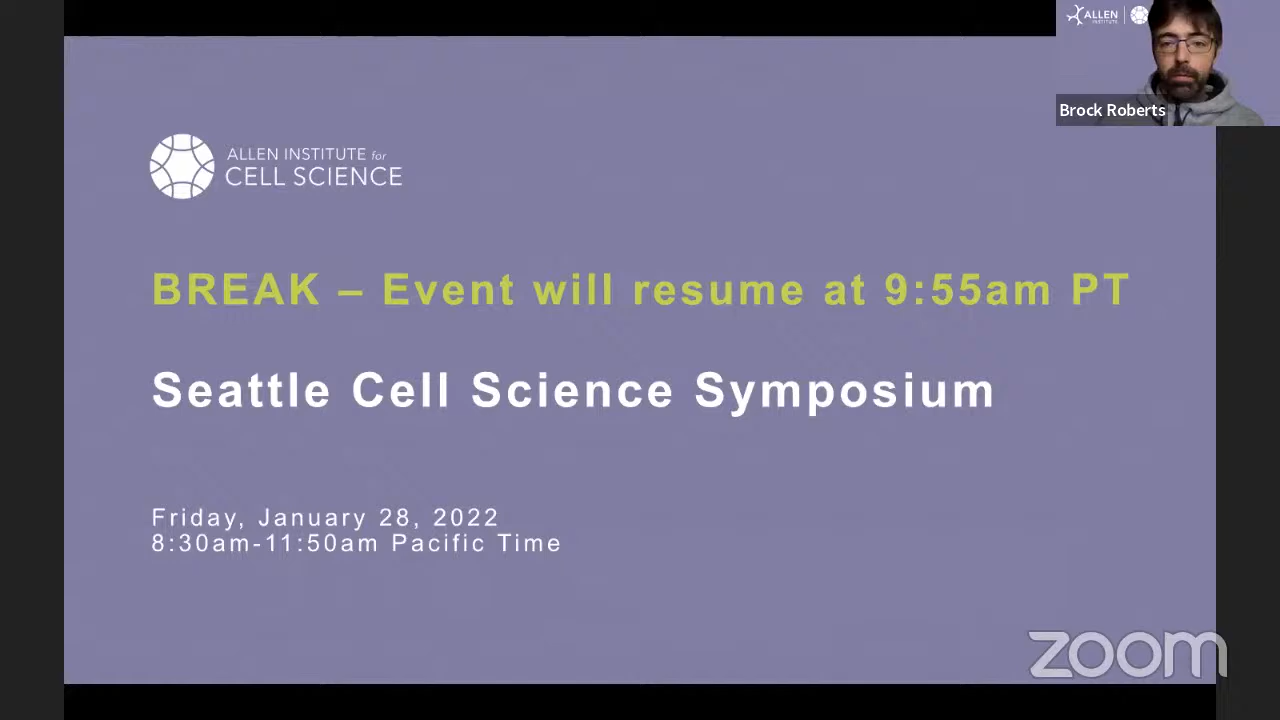 ALLEN
INSTITUTE
Brock Roberts
ALLEN INSTITUTE for
CELL SCIENCE
BREAK – Event will resume at 9:55am PT
Seattle Cell Science Symposium
Friday, January 28, 2022
8:30am-11:50am Pacific Time
zoom